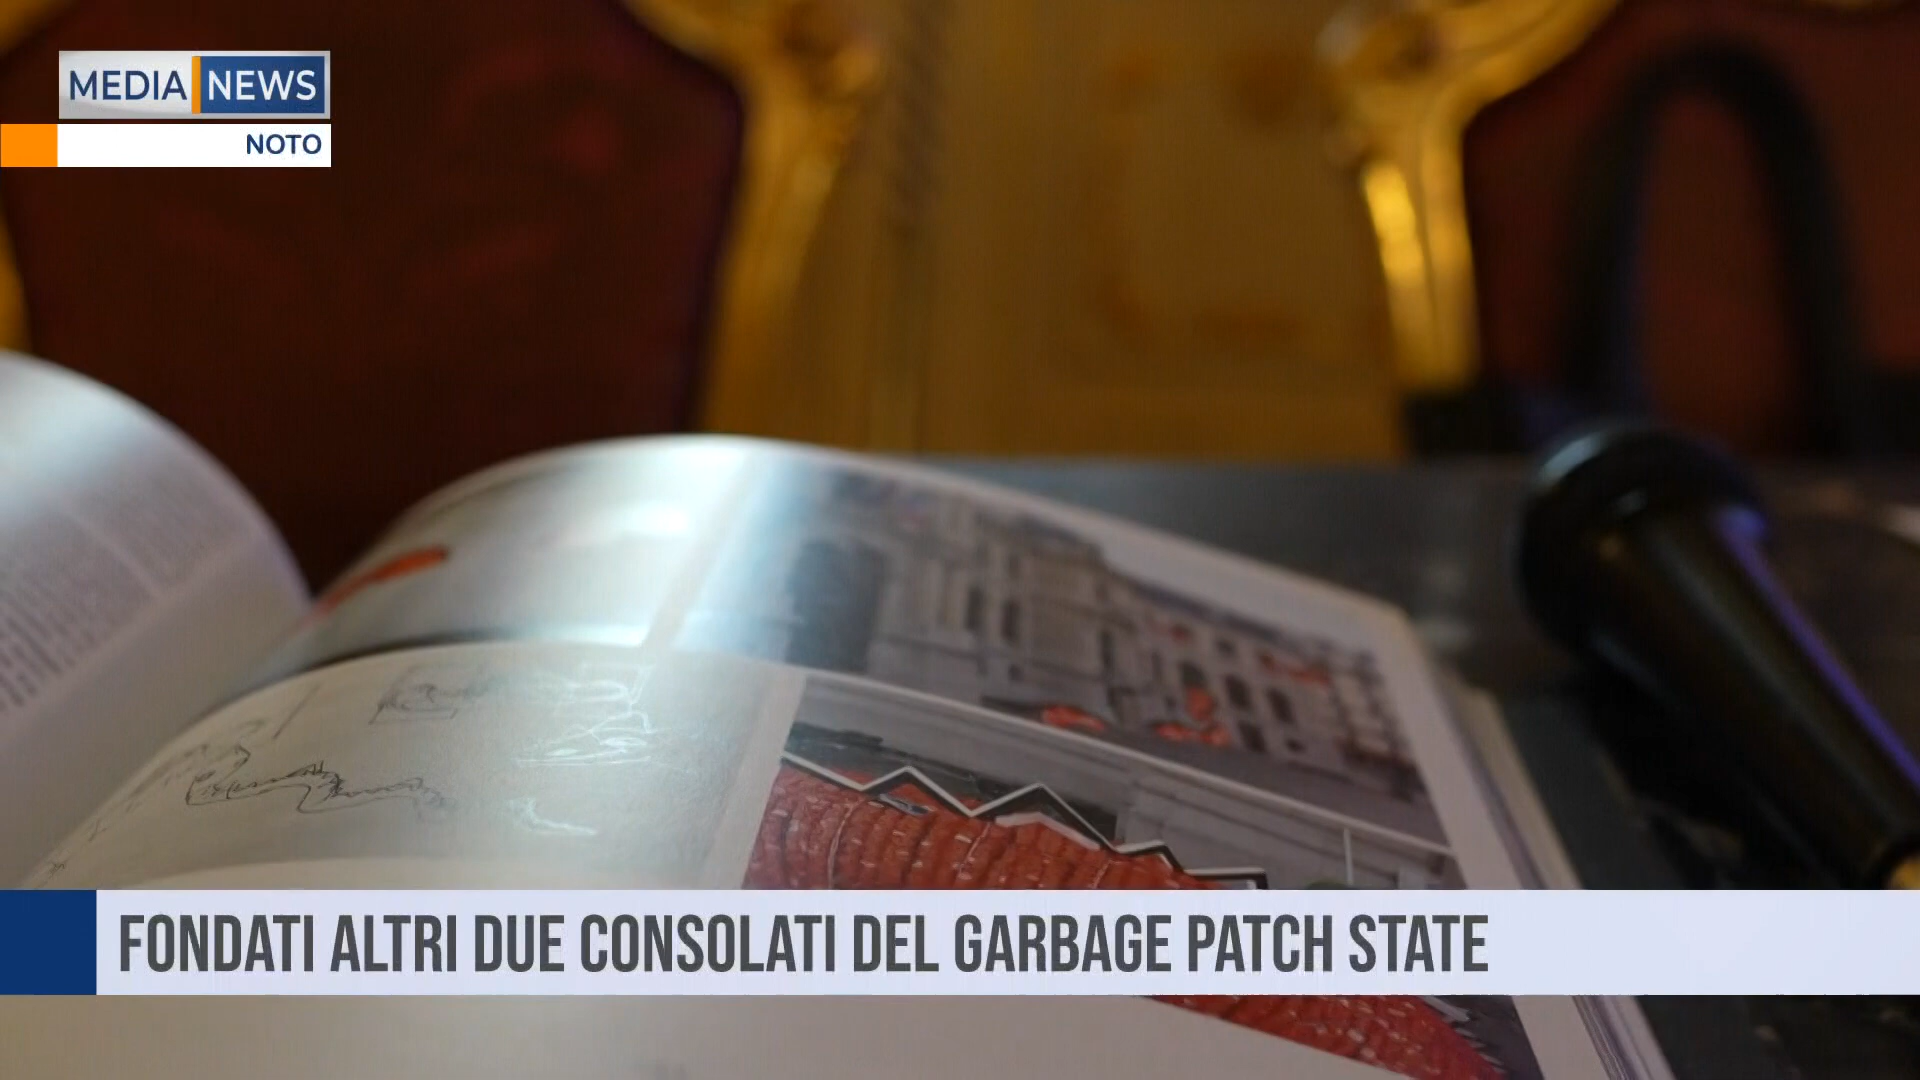 MEDIA NEWS
NOTO
FONDATI ALTRI DUE CONSOLATI DEL GARBAGE PATCH STATE